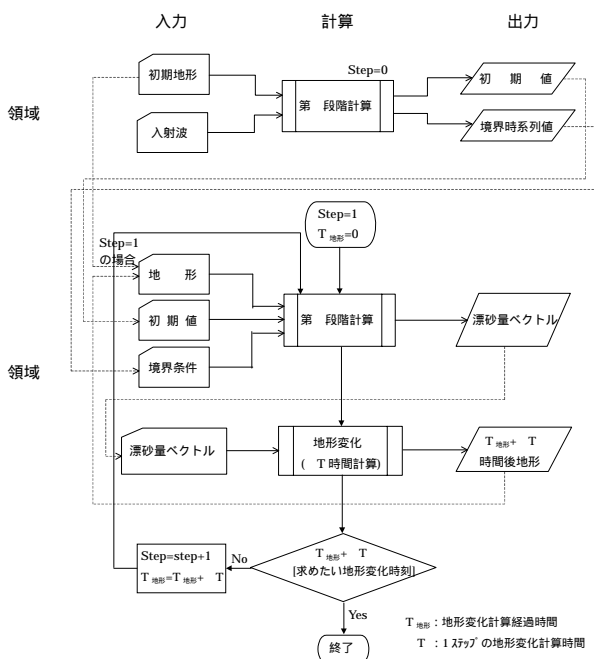 入力
計算
出力
領域
初期地形
入射波
Step=0
第 段階計算
初 期 値
境界時系列値
Step=1
T 地形=0
Step=1
の場合
地 形
初 期 値
境界条件
第 段階計算
漂砂量ベクトル
領域
漂砂量ベクトル
地形変化
( T 時間計算)
T 地形+ T
時間後地形
Step=step+1
T 地形=T 地形+ T
No
T 地形+ T
[求めたい地形変化時刻]
Yes
終了
T 地形 : 地形変化計算経過時間
T : 1 ステップの地形変化計算時間